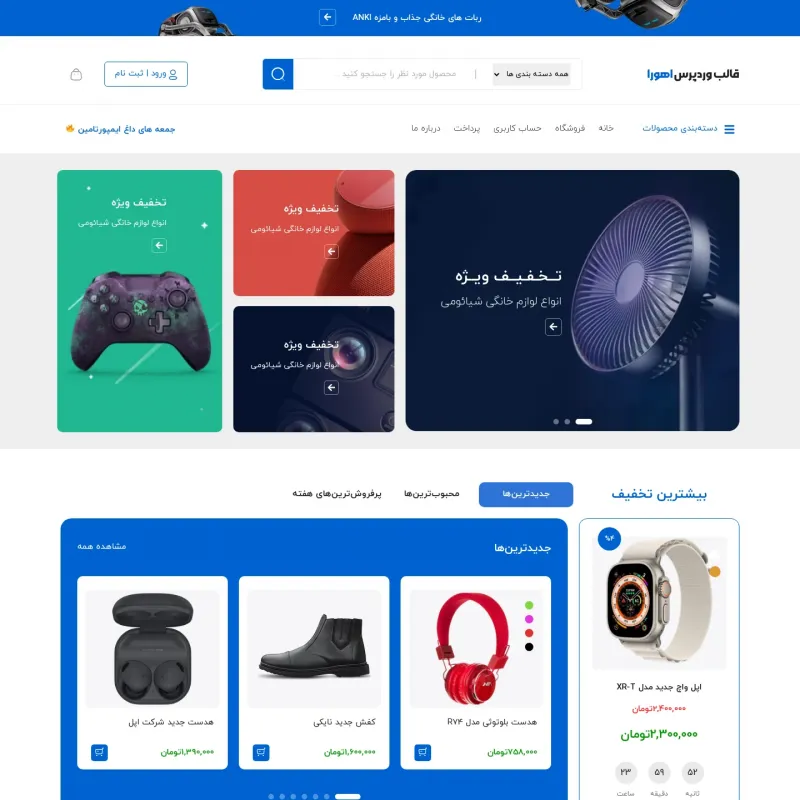 ربات های خانگی جذاب و بامزه ANKI
قالب وردپرس اهورا
همه دسته بندی ها
محصول مورد نظر را جستجو کنید
ورود | ثبت نام
دسته‌بندی محصولات
خانه
فروشگاه
حساب کاربری
پرداخت
درباره ما
جمعه های داغ ایمپورتامین
تـخـفـیـف ویـژه
انواع لوازم خانگی شیائومی
تخفیف ویژه
انواع لوازم خانگی شیائومی
تخفیف ویژه
انواع لوازم خانگی شیائومی
تخفیف ویژه
انواع لوازم خانگی شیائومی
بیشترین تخفیف
جدیدترین‌ها
محبوب‌ترین‌ها
پرفروش‌ترین‌های هفته
%۴
اپل واچ جدید مدل XR-T
۲,۴۰۰,۰۰۰تومان
۲,۳۰۰,۰۰۰تومان
۵۲
۵۹
۲۳
ثانیه
دقیقه
ساعت
جدیدترین‌ها
مشاهده همه
هدست بلوتوثی مدل R۷۴
۷۵۸,۰۰۰تومان
کفش جدید نایکی
۱,۶۰۰,۰۰۰تومان
هدست جدید شرکت اپل
۱,۳۹۰,۰۰۰تومان